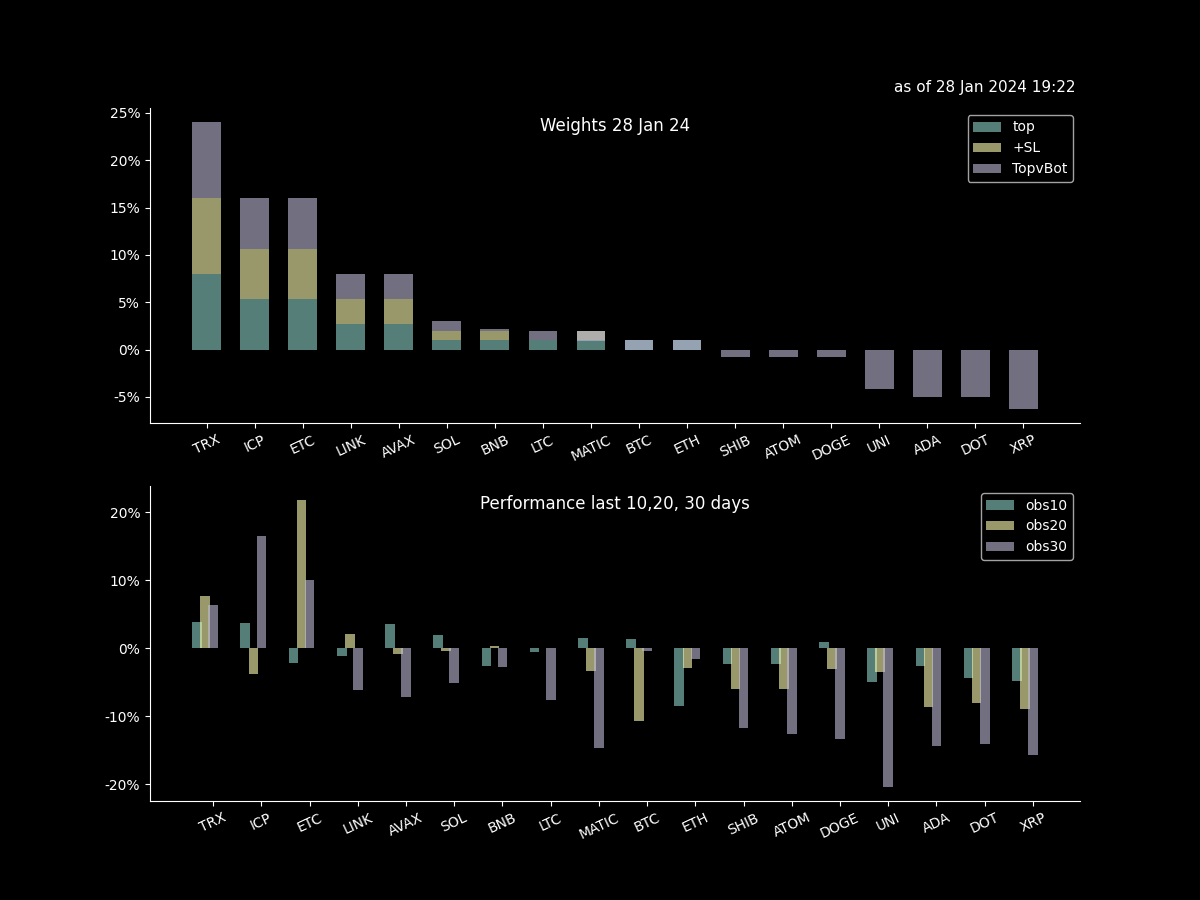 as of 28 Jan 2024 19:22
Weights 28 Jan 24
top
+SL
TopvBot
25%
20%
15%
10%
5%
0%
-5%
TRX ICP ETC LINK AVAX SOL BNB LTC MATIC BTC ETH SHIB ATOM DOGE UNI ADA DOT XRP
Performance last 10,20, 30 days
obs10
obs20
obs30
20%
10%
0%
-10%
-20%
TRX ICP ETC LINK AVAX SOL BNB LTC MATIC BTC ETH SHIB ATOM DOGE UNI ADA DOT XRP